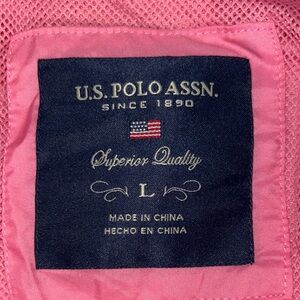 U.S. POLO ASSN.
SINCE 1890
Superior Quality
L
MADE IN CHINA
HECHO EN CHINA